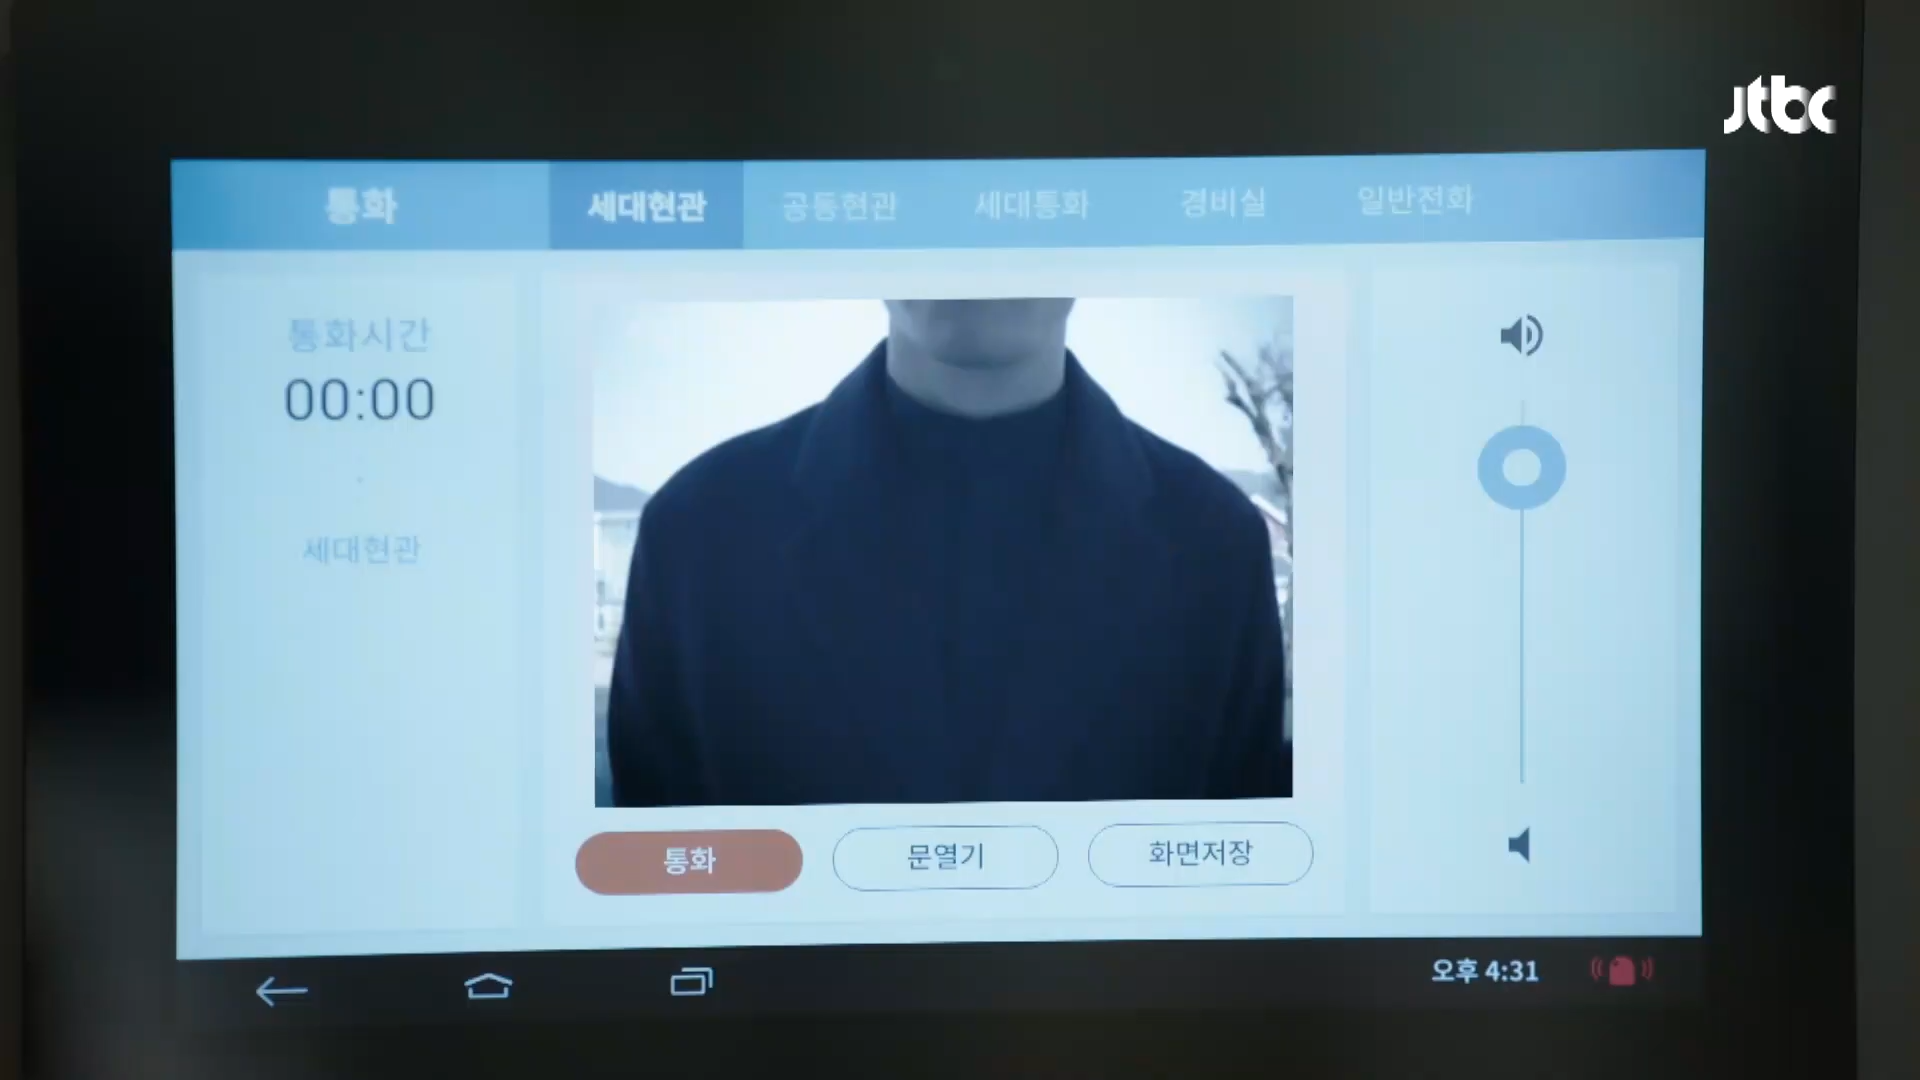 jtbc
통화 세대현관 공동현관 세대통화 경비실 일반전화
통화시간
00:00
세대현관
통화 문열기 화면저장
오후 4:31